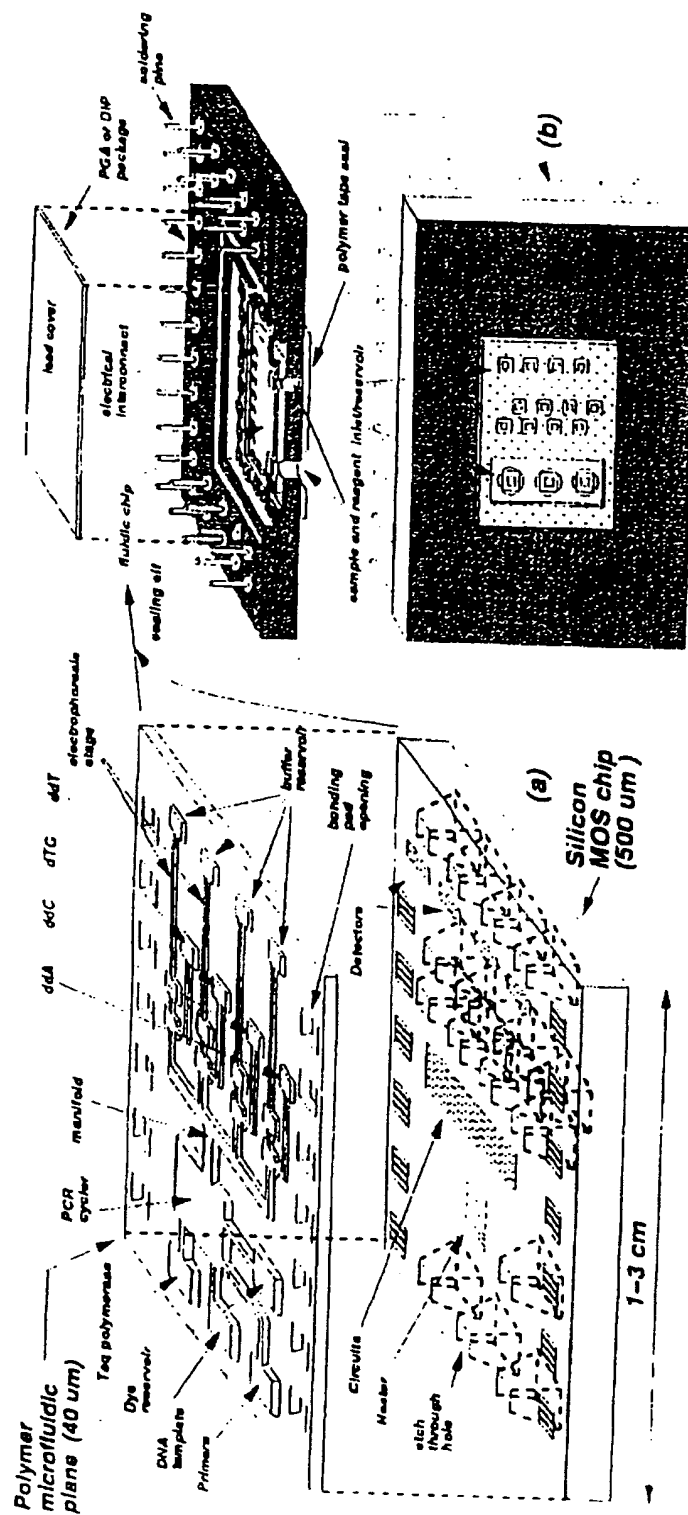 Polymer
microfluidic
plane (40 um)
Taq polymerase
Dye
reservoir
DNA
template
Primers
PCR
cycler
manifold
ddA
ddC
dTG
ddT
electrophoresis
stage
buffer
reservoir
bonding
pad
opening
Detectors
Circuits
Heater
etch
through
hole
1-3 cm
(a)
Silicon
MOS chip
(500 um)
lead cover
PGA or DIP
package
soldering
pins
electrical
interconnect
fluidic chip
sealing oil
polymer tape seal
sample and reagent inlet/reservoir
(b)